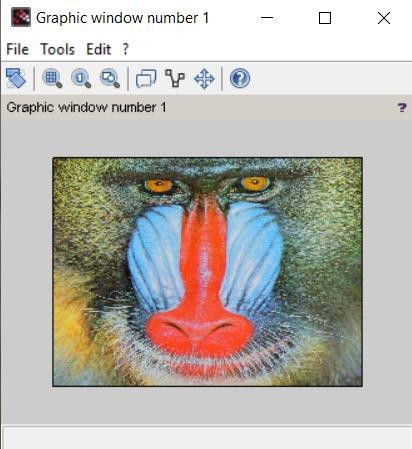 Graphic window number 1
File Tools Edit ?
Graphic window number 1 ?